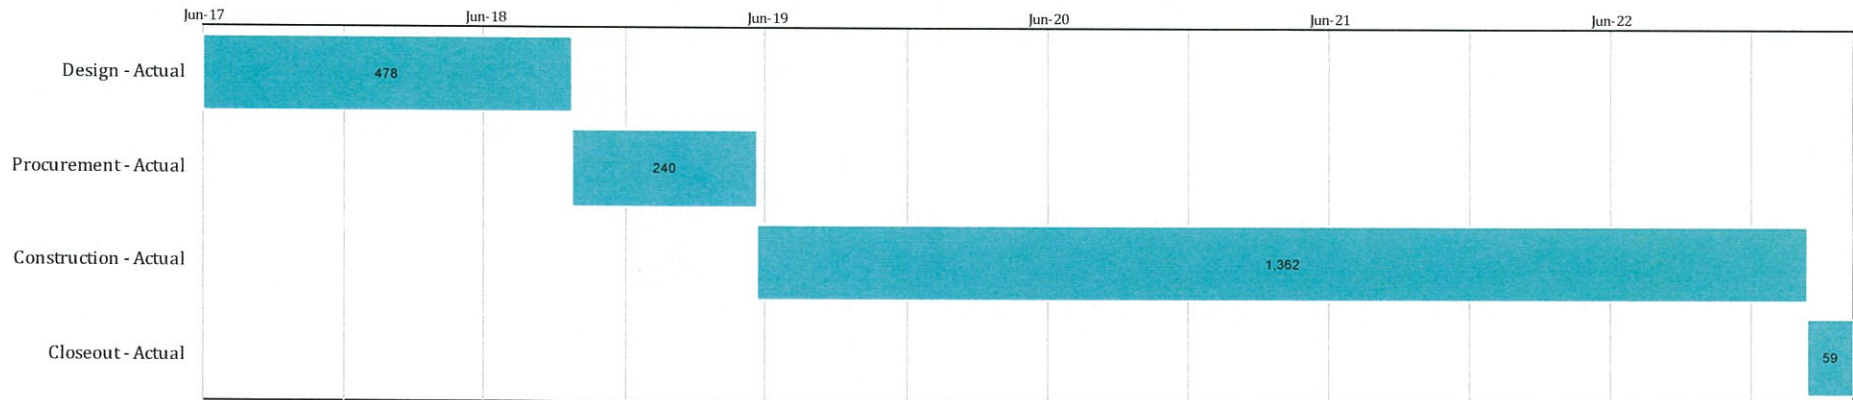 Jun-17 Jun-18 Jun-19 Jun-20 Jun-21 Jun-22
Design - Actual 478
Procurement - Actual 240
Construction - Actual 1,362
Closeout - Actual 59